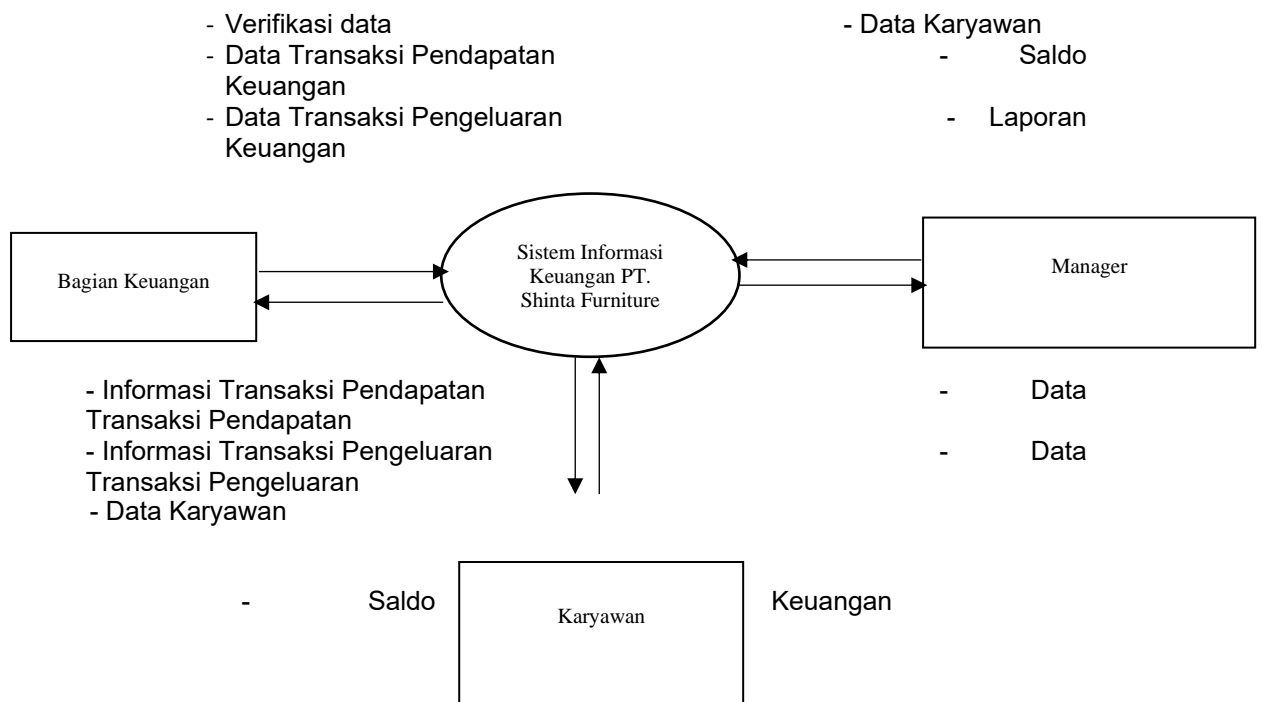 - Verifikasi data
- Data Transaksi Pendapatan
Keuangan
- Data Transaksi Pengeluaran
Keuangan
- Data Karyawan
- Saldo
- Laporan
Bagian Keuangan
Sistem Informasi
Keuangan PT.
Shinta Furniture
Manager
- Informasi Transaksi Pendapatan - Data
Transaksi Pendapatan
- Informasi Transaksi Pengeluaran - Data
Transaksi Pengeluaran
- Data Karyawan
- Saldo Keuangan
Karyawan